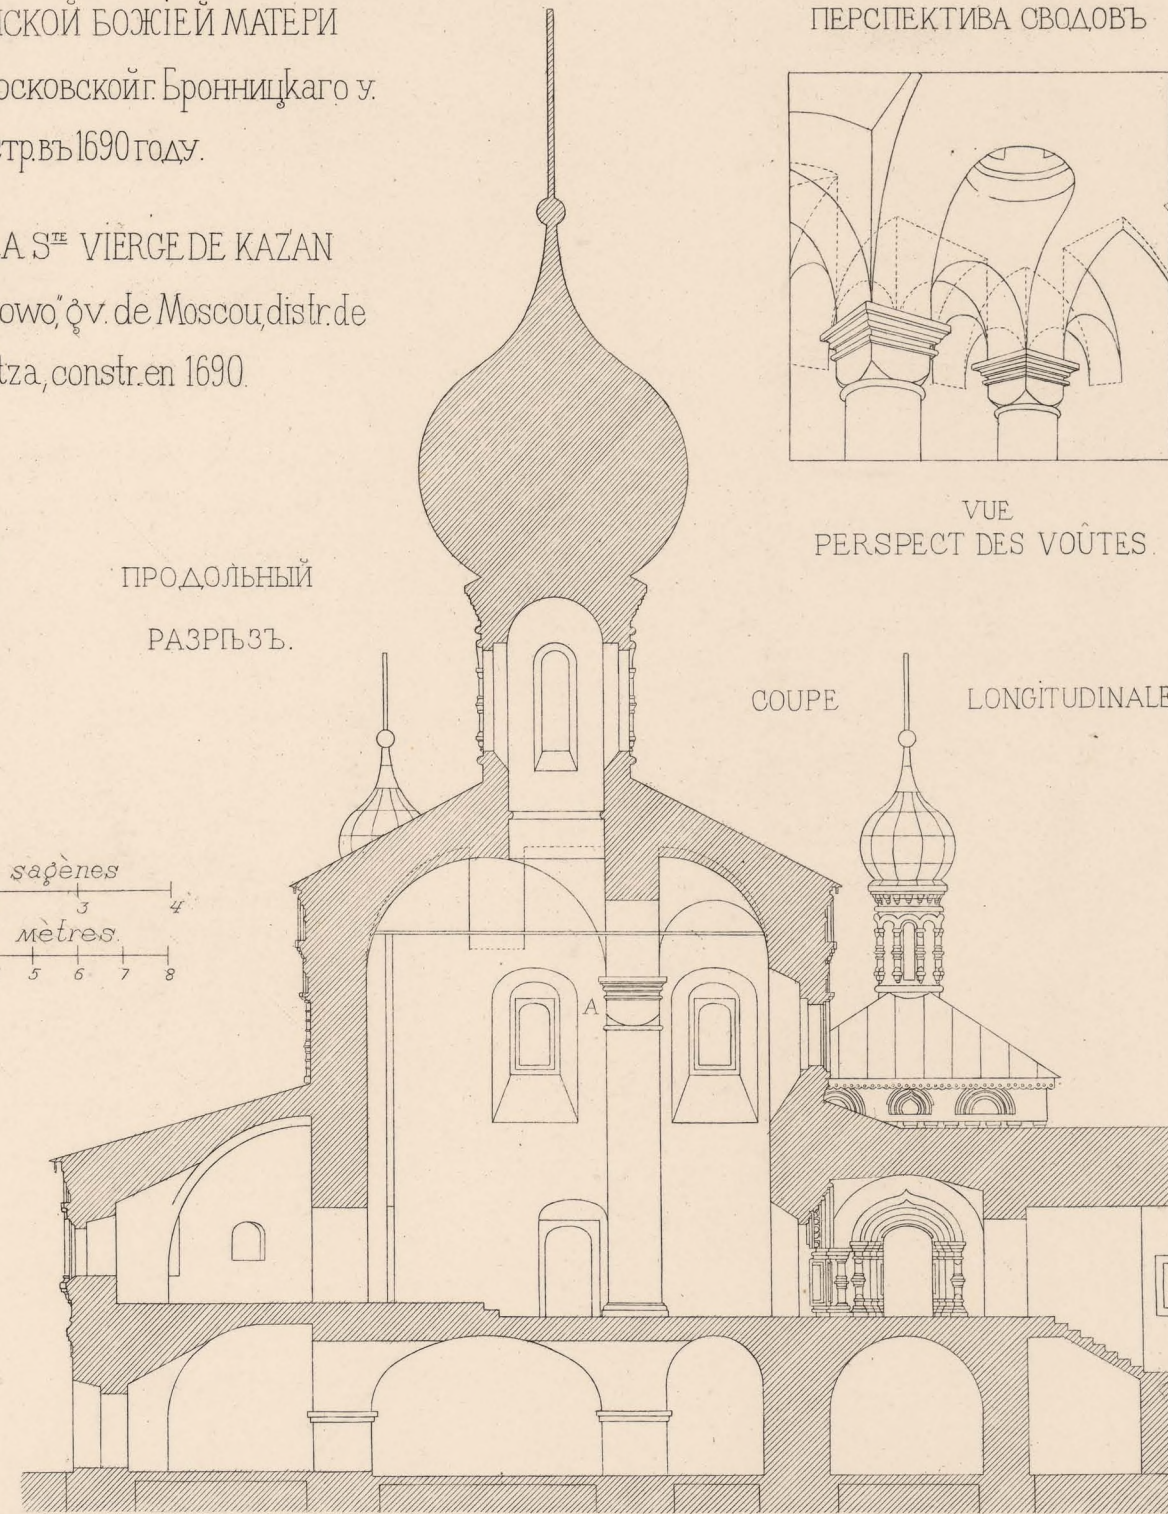 СКОЙ БОЖІЕЙ МАТЕРИ
осковской г. Бронницкаго у.
стр. въ 1690 году.
A STE VIÈRGE DE KAZAN
owo," gv. de Moscou, distr. de
tza, constr. en 1690.
ПЕРСПЕКТИВА СВОДОВЪ
VUE
PERSPECT DES VOÛTES.
ПРОДОЛЬНЫЙ
РАЗРѢЗЪ.
COUPE LONGITUDINALE
sagènes
3 4
mètres.
5 6 7 8
A